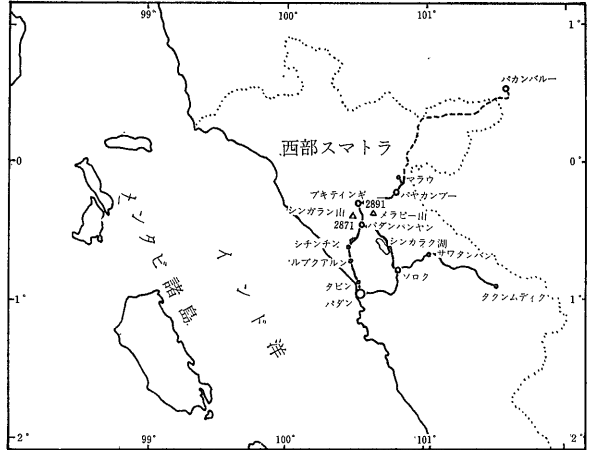 99°
100°
101°
1°
1°
パカンバルー
西部スマトラ
0°
0°
マラウ
パヤカンブー
ブキティンギ
2891
シンガラン山
メラピー山
2871
パダンパンヤン
シンカラク湖
シチンチン
サワタンバン
ルブクアルン
ソロク
タビン
パダン
タクンムディク
メンタビ諸島
インド洋
1°
1°
2°
2°
99°
100°
101°